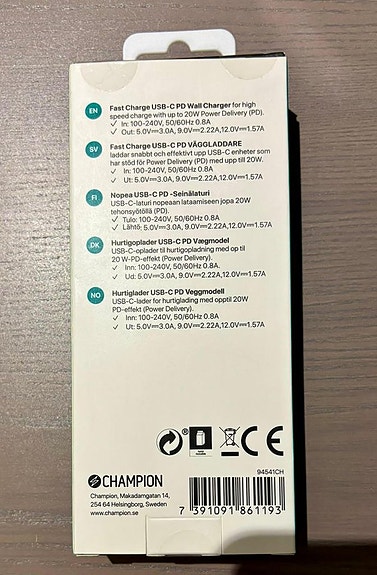 EN
Fast Charge USB-C PD Wall Charger for high
speed charge with up to 20W Power Delivery (PD).
✓ In: 100-240V, 50/60Hz 0.8A
✓ Out: 5.0V⎓3.0A, 9.0V⎓2.22A,12.0V⎓1.57A
SV
Fast Charge USB-C PD VÄGGLADDARE
laddar snabbt och effektivt upp USB-C enheter som
har stöd för Power Delivery (PD) med upp till 20W.
✓ In: 100-240V, 50/60Hz 0.8A
✓ Ut: 5.0V⎓3.0A, 9.0V⎓2.22A,12.0V⎓1.57A
FI
Nopea USB-C PD -Seinälaturi
USB-C-laturi nopeaan lataamiseen jopa 20W
tehonsyötöllä (PD).
✓ Tulo: 100-240V, 50/60Hz 0.8A
✓ Lähtö: 5.0V⎓3.0A, 9.0V⎓2.22A,12.0V⎓1.57A
DK
Hurtigoplader USB-C PD Vægmodel
USB-C-oplader til hurtigopladning med op til
20 W-PD-effekt (Power Delivery).
✓ Inn: 100-240V, 50/60Hz 0.8A
✓ Ud: 5.0V⎓3.0A, 9.0V⎓2.22A,12.0V⎓1.57A
NO
Hurtiglader USB-C PD Veggmodell
USB-C-lader for hurtiglading med opptil 20W
PD-effekt (Power Delivery).
✓ Inn: 100-240V, 50/60Hz 0.8A
✓ Ut: 5.0V⎓3.0A, 9.0V⎓2.22A,12.0V⎓1.57A
® CE
94541CH
CHAMPION
Champion, Makadamgatan 14,
254 64 Helsingborg, Sweden
www.champion.se
7 391091 861193